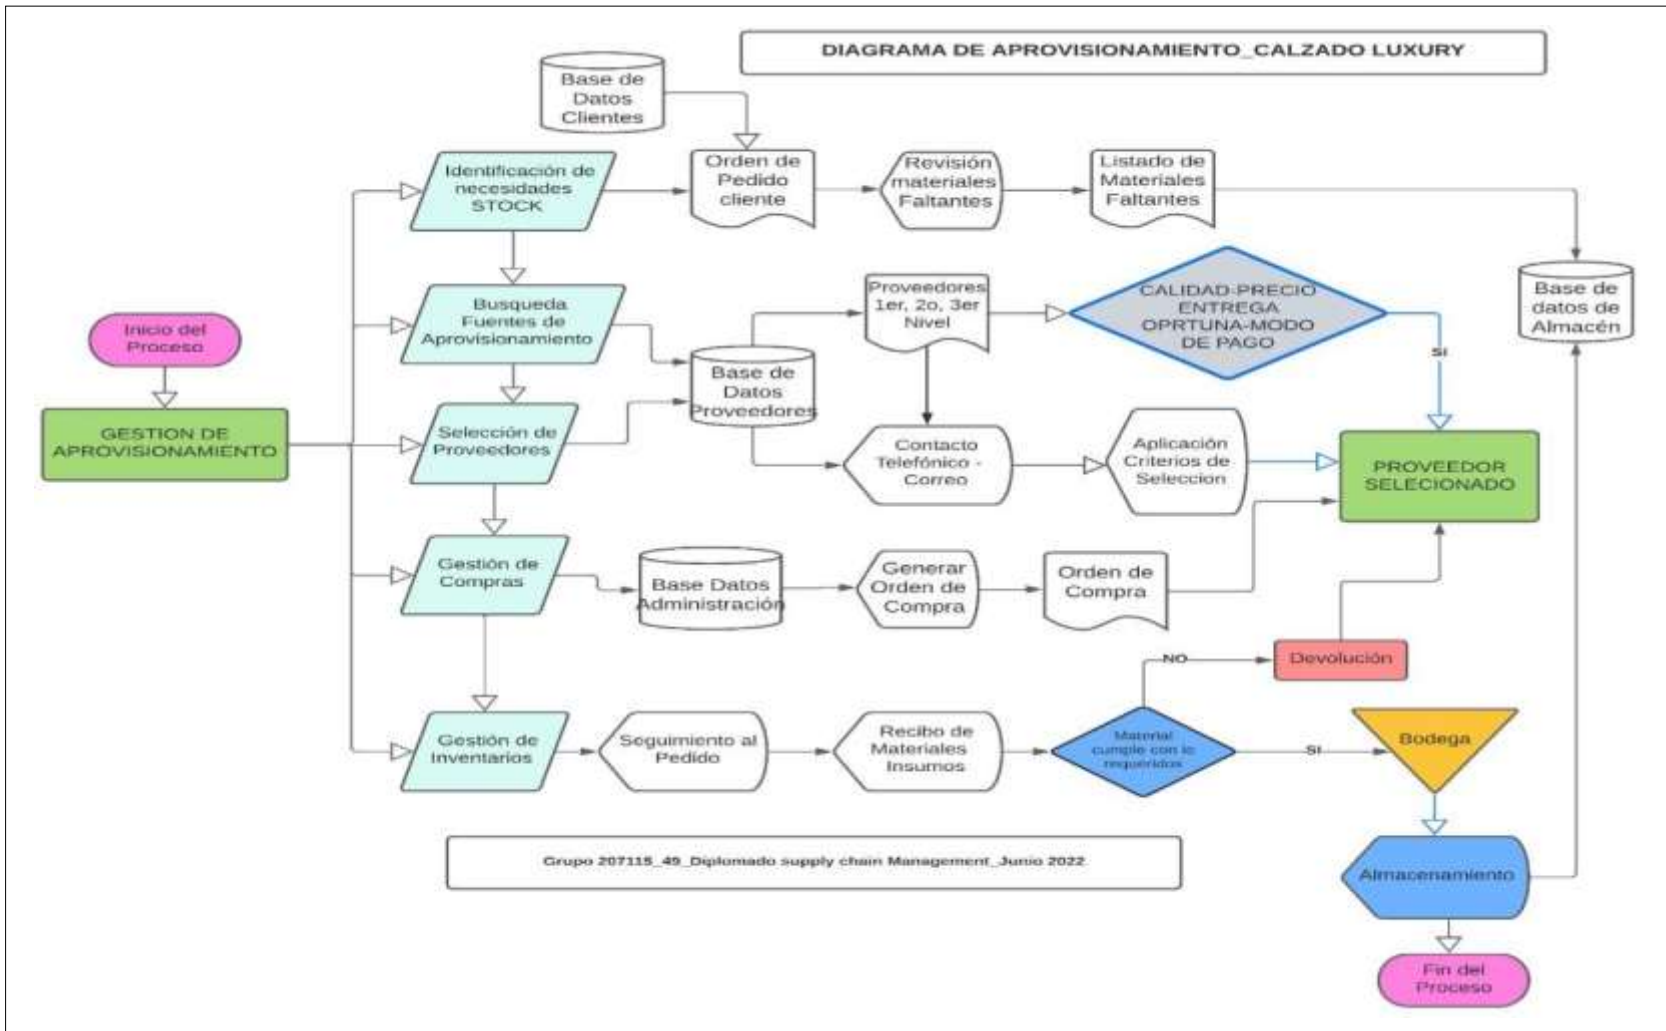 DIAGRAMA DE APROVISIONAMIENTO_CALZADO LUXURY
Base de
Datos
Clientes
Identificación de
necesidades
STOCK
Orden de
Pedido
cliente
Revisión
materiales
Faltantes
Listado de
Materiales
Faltantes
Base de
datos de
Almacén
Inicio del
Proceso
GESTION DE
APROVISIONAMIENTO
Busqueda
Fuentes de
Aprovisionamiento
Base de
Datos
Proveedores
Proveedores
1er, 2o, 3er
Nivel
CALIDAD-PRECIO
ENTREGA
OPRTUNA-MODO
DE PAGO
SI
Selección de
Proveedores
Contacto
Telefónico -
Correo
Aplicación
Criterios de
Seleccion
PROVEEDOR
SELECIONADO
Gestión de
Compras
Base Datos
Administración
Generar
Orden de
Compra
Orden de
Compra
NO
Devolución
Gestión de
Inventarios
Seguimiento al
Pedido
Recibo de
Materiales
Insumos
Material
cumple con lo
requeridos
SI
Bodega
Grupo 207115_49_Diplomado supply chain Management_Junio 2022
Almacenamiento
Fin del
Proceso